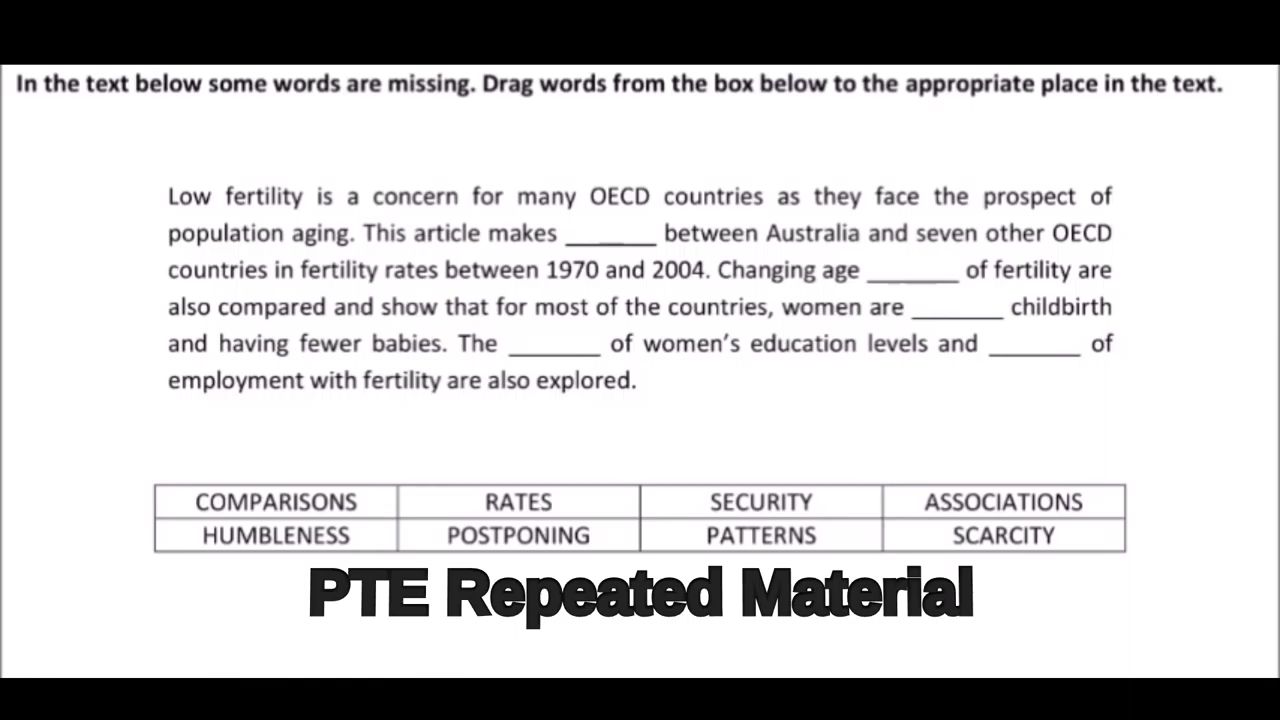 In the text below some words are missing. Drag words from the box below to the appropriate place in the text.
Low fertility is a concern for many OECD countries as they face the prospect of
population aging. This article makes _______ between Australia and seven other OECD
countries in fertility rates between 1970 and 2004. Changing age _______ of fertility are
also compared and show that for most of the countries, women are _______ childbirth
and having fewer babies. The _______ of women's education levels and _______ of
employment with fertility are also explored.
COMPARISONS RATES SECURITY ASSOCIATIONS
HUMBLENESS POSTPONING PATTERNS SCARCITY
PTE Repeated Material